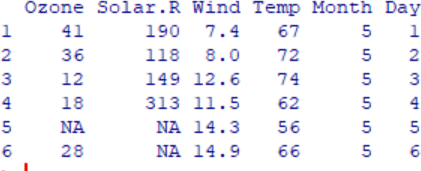 Ozone Solar.R Wind Temp Month Day
1 41 190 7.4 67 5 1
2 36 118 8.0 72 5 2
3 12 149 12.6 74 5 3
4 18 313 11.5 62 5 4
5 NA NA 14.3 56 5 5
6 28 NA 14.9 66 5 6